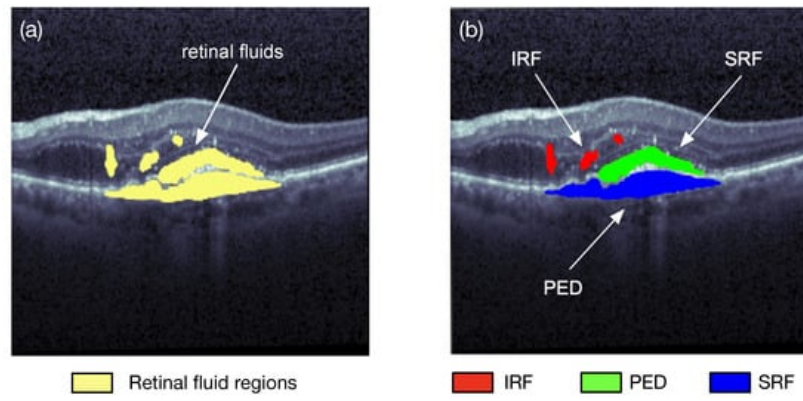 (a)
retinal fluids
Retinal fluid regions
(b)
IRF
SRF
PED
IRF
PED
SRF